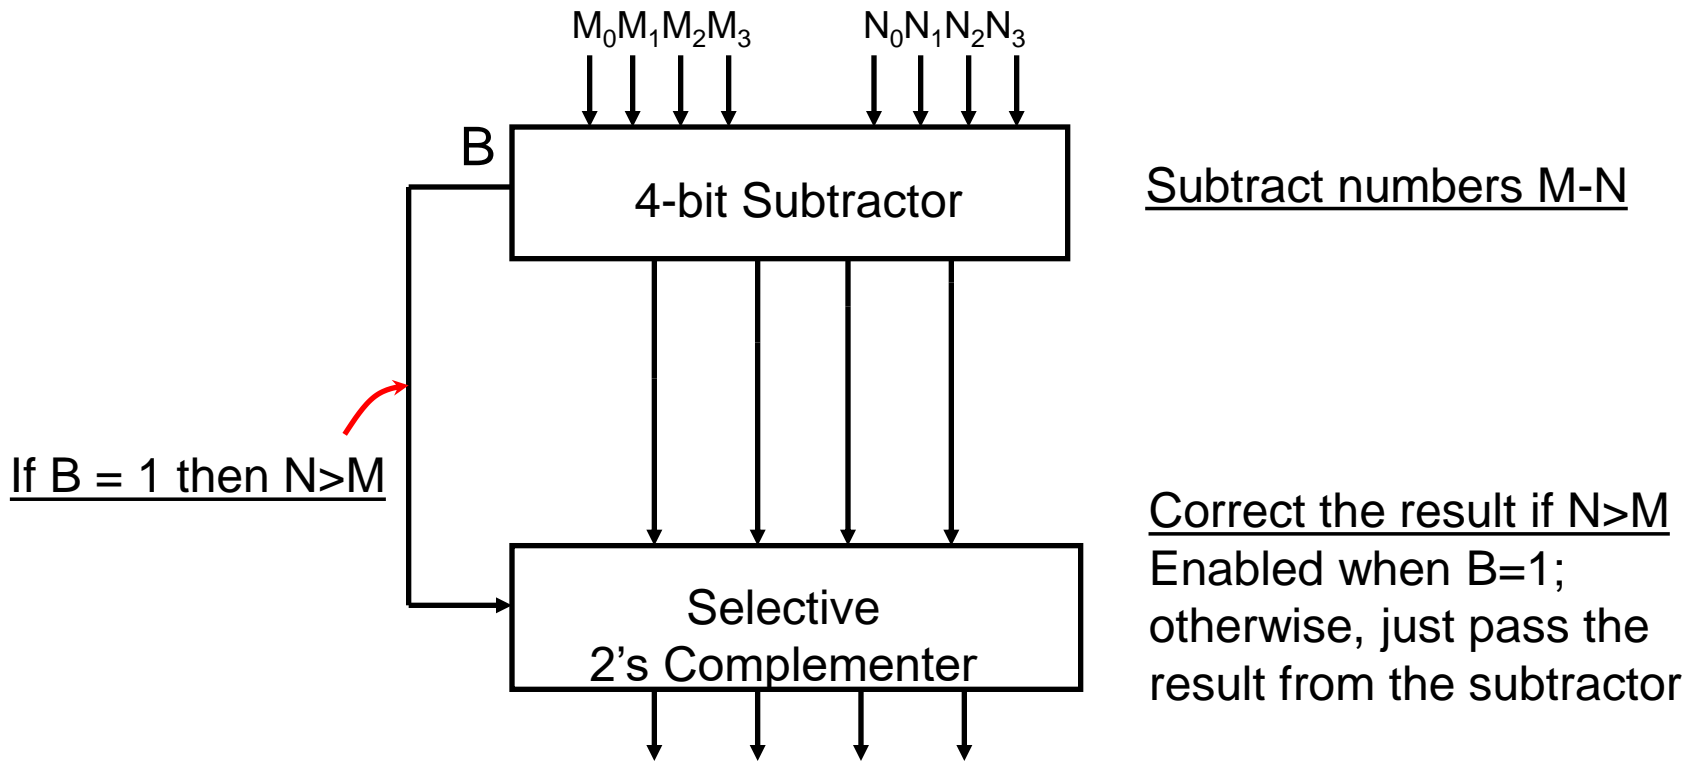 M₀M₁M₂M₃ N₀N₁N₂N₃
B
4-bit Subtractor
Subtract numbers M-N
If B = 1 then N>M
Correct the result if N>M
Enabled when B=1;
otherwise, just pass the
result from the subtractor
Selective
2's Complementer